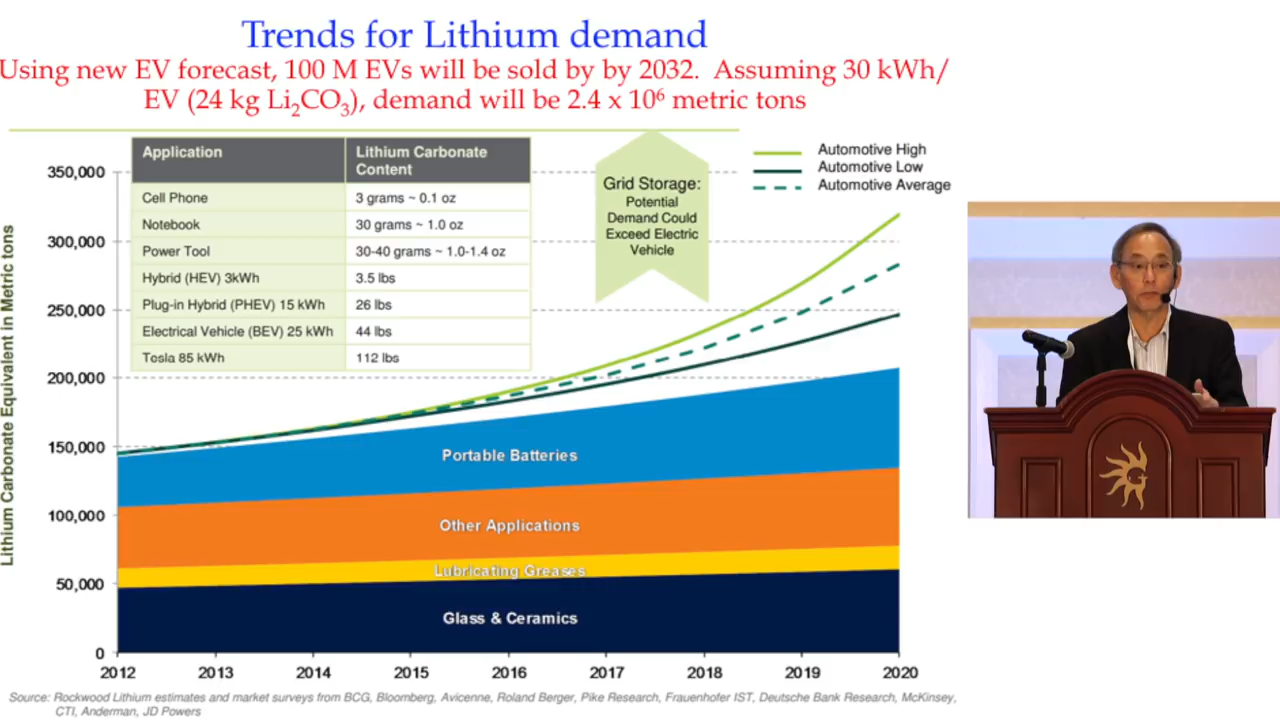 Trends for Lithium demand
Using new EV forecast, 100 M EVs will be sold by by 2032. Assuming 30 kWh/
EV (24 kg Li₂CO₃), demand will be 2.4 x 10⁶ metric tons
Application
Lithium Carbonate
Content
Cell Phone
3 grams ~ 0.1 oz
Notebook
30 grams ~ 1.0 oz
Power Tool
30-40 grams ~ 1.0-1.4 oz
Hybrid (HEV) 3kWh
3.5 lbs
Plug-in Hybrid (PHEV) 15 kWh
26 lbs
Electrical Vehicle (BEV) 25 kWh
44 lbs
Tesla 85 kWh
112 lbs
Grid Storage:
Potential
Demand Could
Exceed Electric
Vehicle
Automotive High
Automotive Low
Automotive Average
Lithium Carbonate Equivalent in Metric tons
350,000
300,000
250,000
200,000
150,000
100,000
50,000
0
Portable Batteries
Other Applications
Lubricating Greases
Glass & Ceramics
2012 2013 2014 2015 2016 2017 2018 2019 2020
Source: Rockwood Lithium estimates and market surveys from BCG, Bloomberg, Avicenne, Roland Berger, Pike Research, Frauenhofer IST, Deutsche Bank Research, McKinsey,
CTI, Anderman, JD Powers